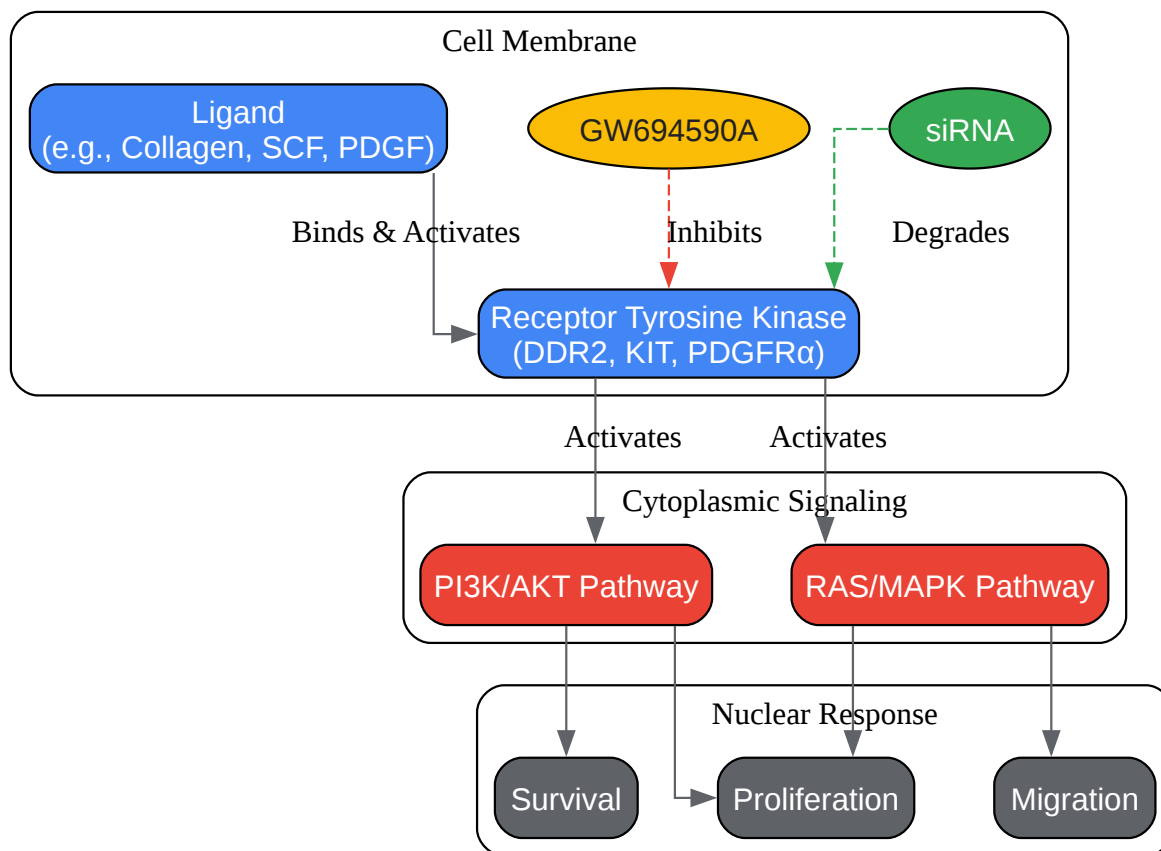 Cell Membrane
Ligand
(e.g., Collagen, SCF, PDGF)
GW694590A
siRNA
Binds & Activates
Inhibits
Degrades
Receptor Tyrosine Kinase
(DDR2, KIT, PDGFRα)
Activates
Activates
Cytoplasmic Signaling
PI3K/AKT Pathway
RAS/MAPK Pathway
Nuclear Response
Survival
Proliferation
Migration